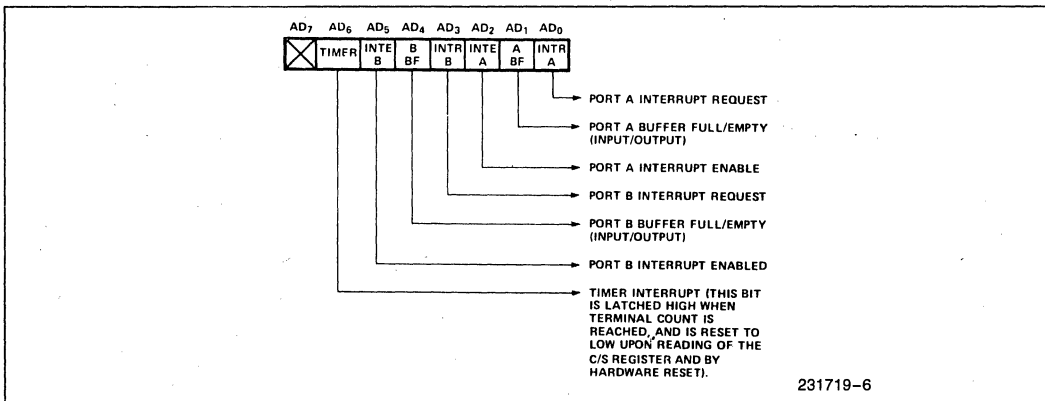 AD7 AD6 AD5 AD4 AD3 AD2 AD1 AD0
TIMER INTE B B BF INTR B INTE A A BF INTR A
PORT A INTERRUPT REQUEST
PORT A BUFFER FULL/EMPTY
(INPUT/OUTPUT)
PORT A INTERRUPT ENABLE
PORT B INTERRUPT REQUEST
PORT B BUFFER FULL/EMPTY
(INPUT/OUTPUT)
PORT B INTERRUPT ENABLED
TIMER INTERRUPT (THIS BIT
IS LATCHED HIGH WHEN
TERMINAL COUNT IS
REACHED, AND IS RESET TO
LOW UPON READING OF THE
C/S REGISTER AND BY
HARDWARE RESET).
231719-6